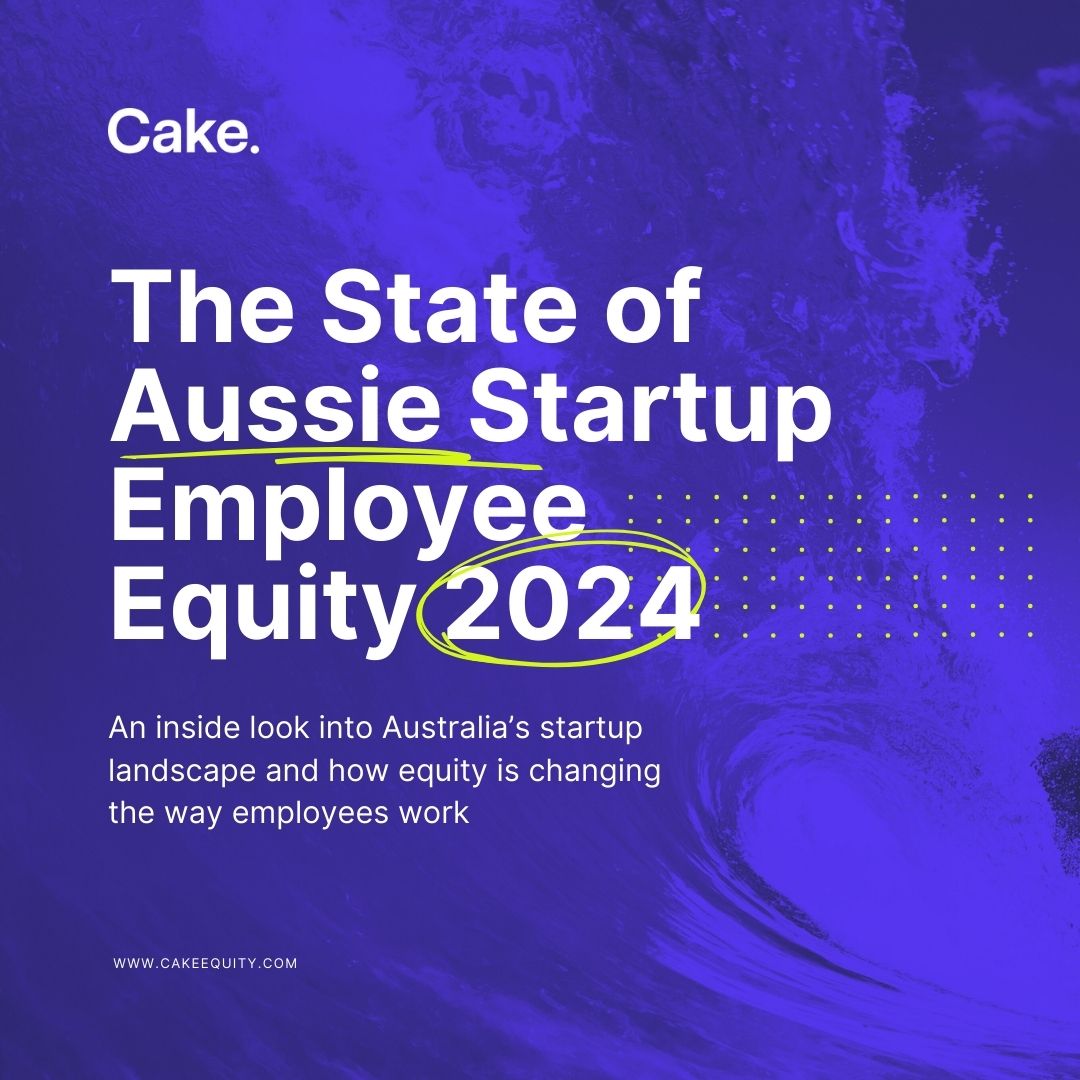 Cake.
The State of
Aussie Startup
Employee
Equity 2024
An inside look into Australia’s startup
landscape and how equity is changing
the way employees work
WWW.CAKEEQUITY.COM